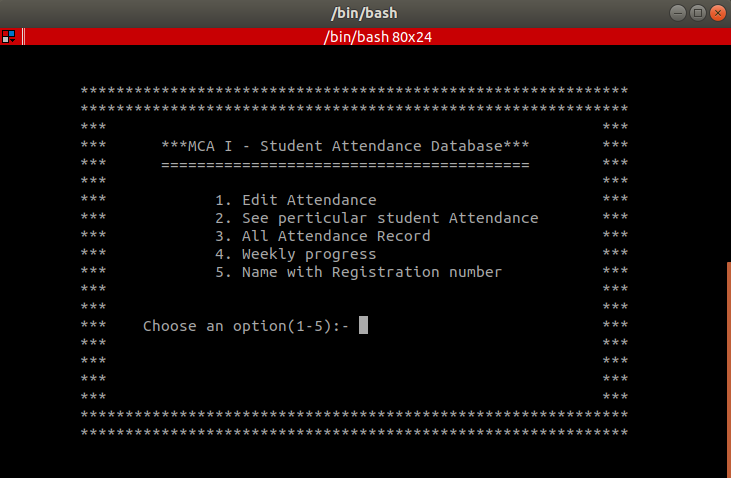 /bin/bash
/bin/bash 80x24
*************************************************************
*************************************************************
*** ***
*** ***MCA I - Student Attendance Database*** ***
*** ========================================= ***
*** ***
*** 1. Edit Attendance ***
*** 2. See perticular student Attendance ***
*** 3. All Attendance Record ***
*** 4. Weekly progress ***
*** 5. Name with Registration number ***
*** ***
*** ***
*** Choose an option(1-5):- ***
*** ***
*** ***
*** ***
*** ***
*************************************************************
*************************************************************